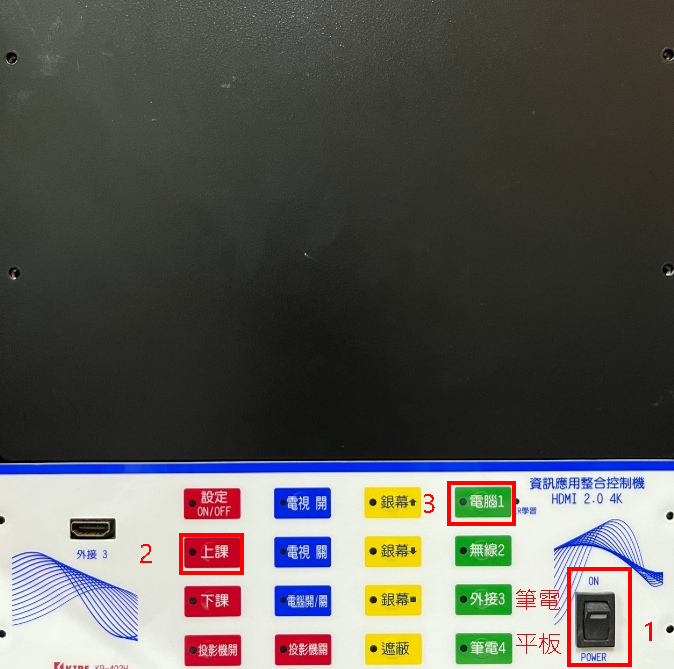 資訊應用整合控制機
HDMI 2.0 4K
設定
ON/OFF
電視 開
銀幕⬆
3
電腦1
R學習
外接 3
2
上課
電視 關
銀幕⬇
無線2
ON
下課
電腦開/關
銀幕■
外接3
筆電
1
投影機開
投影機關
遮蔽
筆電4
平板
POWER